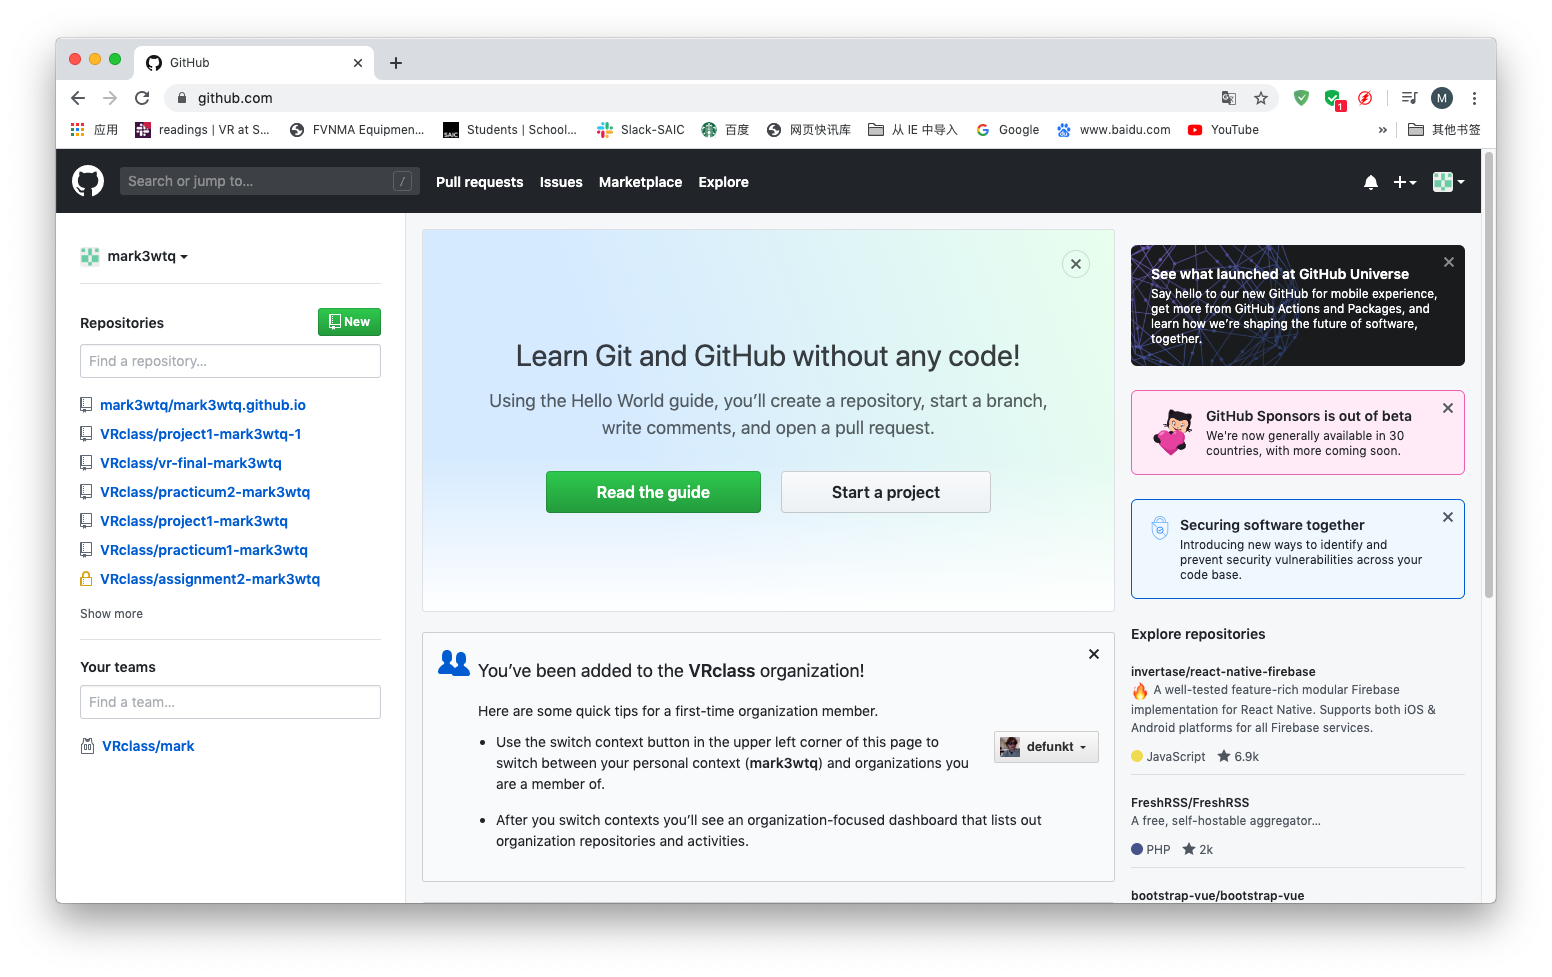 GitHub
github.com
1
M
应用
readings | VR at S...
FVNMA Equipmen...
SAIC
Students | School...
Slack-SAIC
百度
网页快讯库
从 IE 中导入
Google
www.baidu.com
YouTube
»
其他书签
Search or jump to...
/
Pull requests
Issues
Marketplace
Explore
mark3wtq
Repositories
New
Find a repository...
mark3wtq/mark3wtq.github.io
VRclass/project1-mark3wtq-1
VRclass/vr-final-mark3wtq
VRclass/practicum2-mark3wtq
VRclass/project1-mark3wtq
VRclass/practicum1-mark3wtq
VRclass/assignment2-mark3wtq
Show more
Your teams
Find a team...
VRclass/mark
Learn Git and GitHub without any code!
Using the Hello World guide, you’ll create a repository, start a branch,
write comments, and open a pull request.
Read the guide
Start a project
You’ve been added to the VRclass organization!
Here are some quick tips for a first-time organization member.
• Use the switch context button in the upper left corner of this page to
switch between your personal context (mark3wtq) and organizations you
are a member of.
defunkt
• After you switch contexts you’ll see an organization-focused dashboard that lists out
organization repositories and activities.
See what launched at GitHub Universe
Say hello to our new GitHub for mobile experience,
get more from GitHub Actions and Packages, and
learn how we’re shaping the future of software,
together.
GitHub Sponsors is out of beta
We're now generally available in 30
countries, with more coming soon.
Securing software together
Introducing new ways to identify and
prevent security vulnerabilities across your
code base.
Explore repositories
invertase/react-native-firebase
🔥 A well-tested feature-rich modular Firebase
implementation for React Native. Supports both iOS &
Android platforms for all Firebase services.
JavaScript ★ 6.9k
FreshRSS/FreshRSS
A free, self-hostable aggregator…
PHP ★ 2k
bootstrap-vue/bootstrap-vue